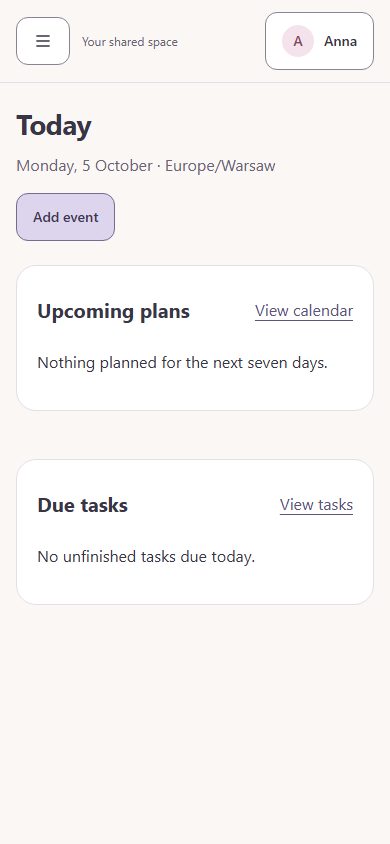 Your shared space
A Anna
Today
Monday, 5 October · Europe/Warsaw
Add event
Upcoming plans
View calendar
Nothing planned for the next seven days.
Due tasks
View tasks
No unfinished tasks due today.